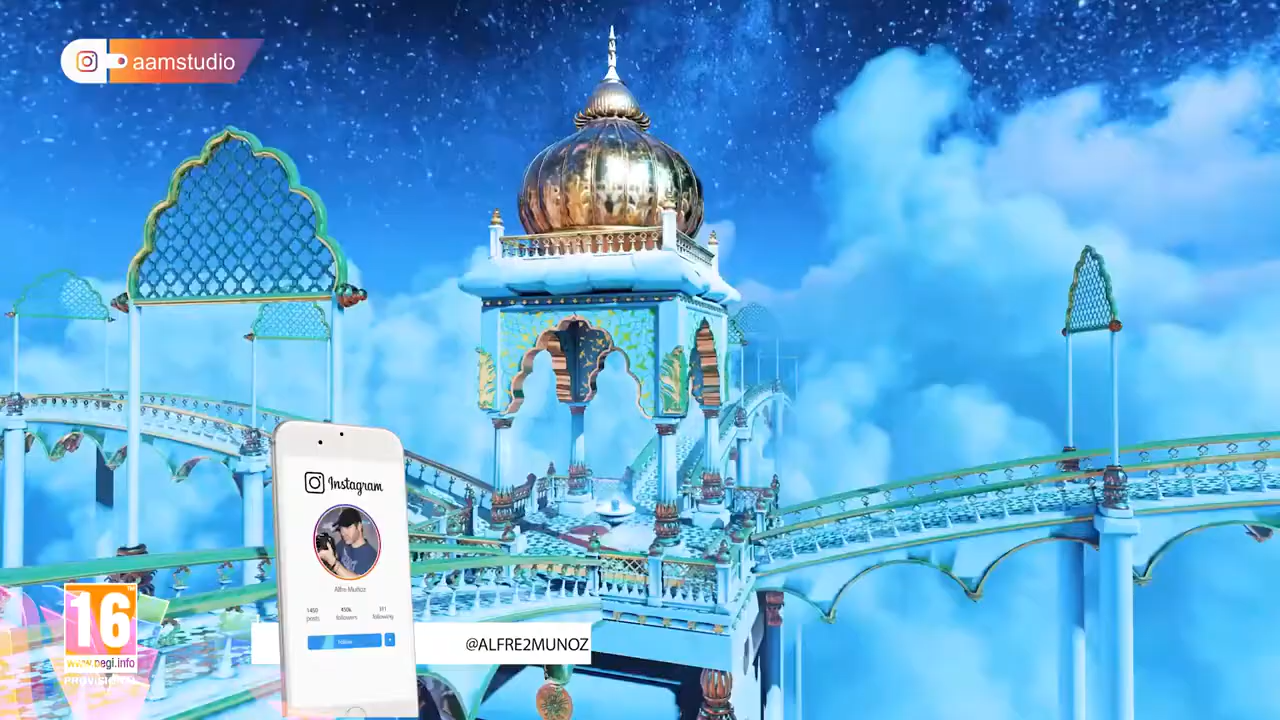 aamstudio
Instagram
Alfre Muñoz
1450
450k
311
posts
followers
following
Follow
@ALFRE2MUNOZ
16
www.pegi.info
PROVISIONAL